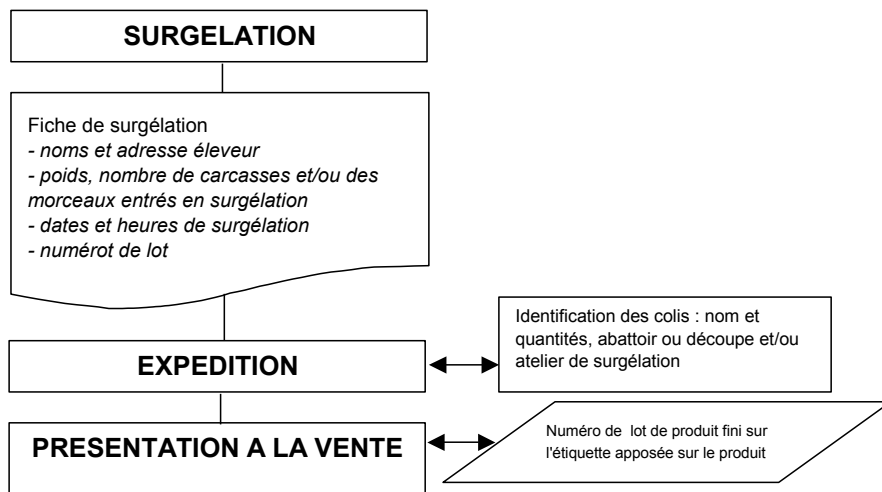 SURGELATION
Fiche de surgélation
- noms et adresse éleveur
- poids, nombre de carcasses et/ou des
morceaux entrés en surgélation
- dates et heures de surgélation
- numérot de lot
Identification des colis : nom et
quantités, abattoir ou découpe et/ou
atelier de surgélation
EXPEDITION
PRESENTATION A LA VENTE
Numéro de lot de produit fini sur
l'étiquette apposée sur le produit